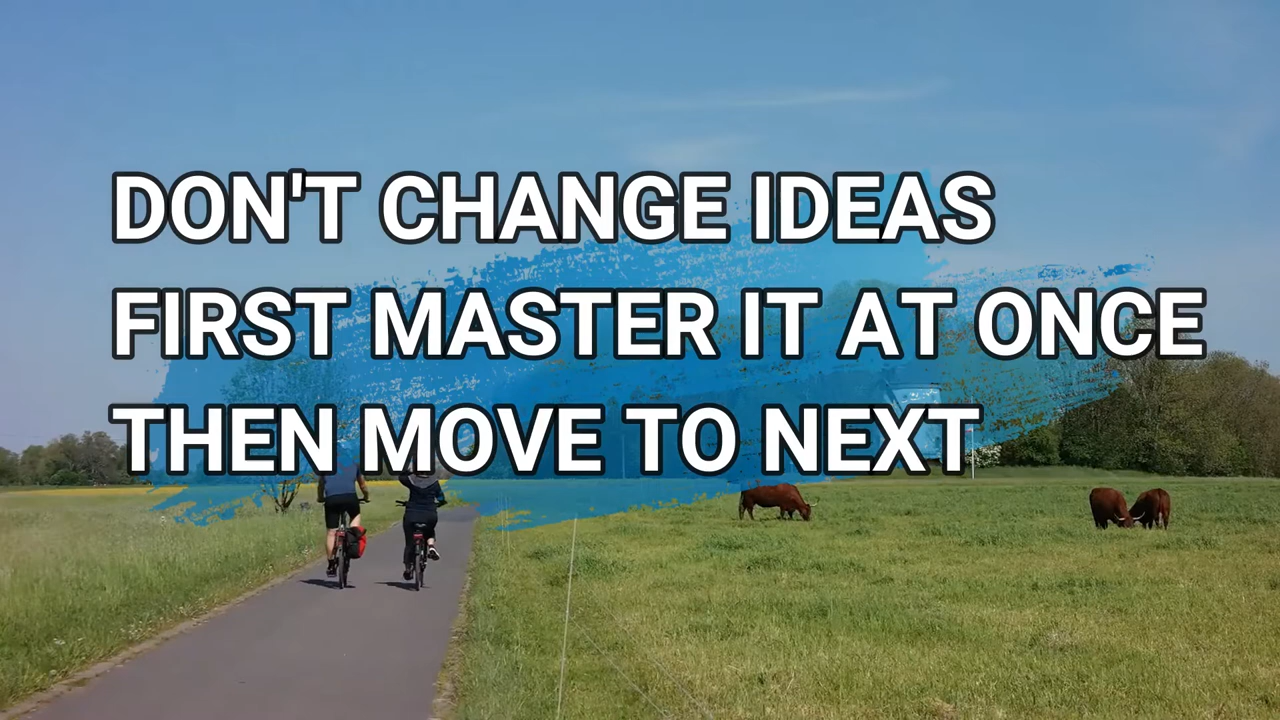 DON'T CHANGE IDEAS
FIRST MASTER IT AT ONCE
THEN MOVE TO NEXT